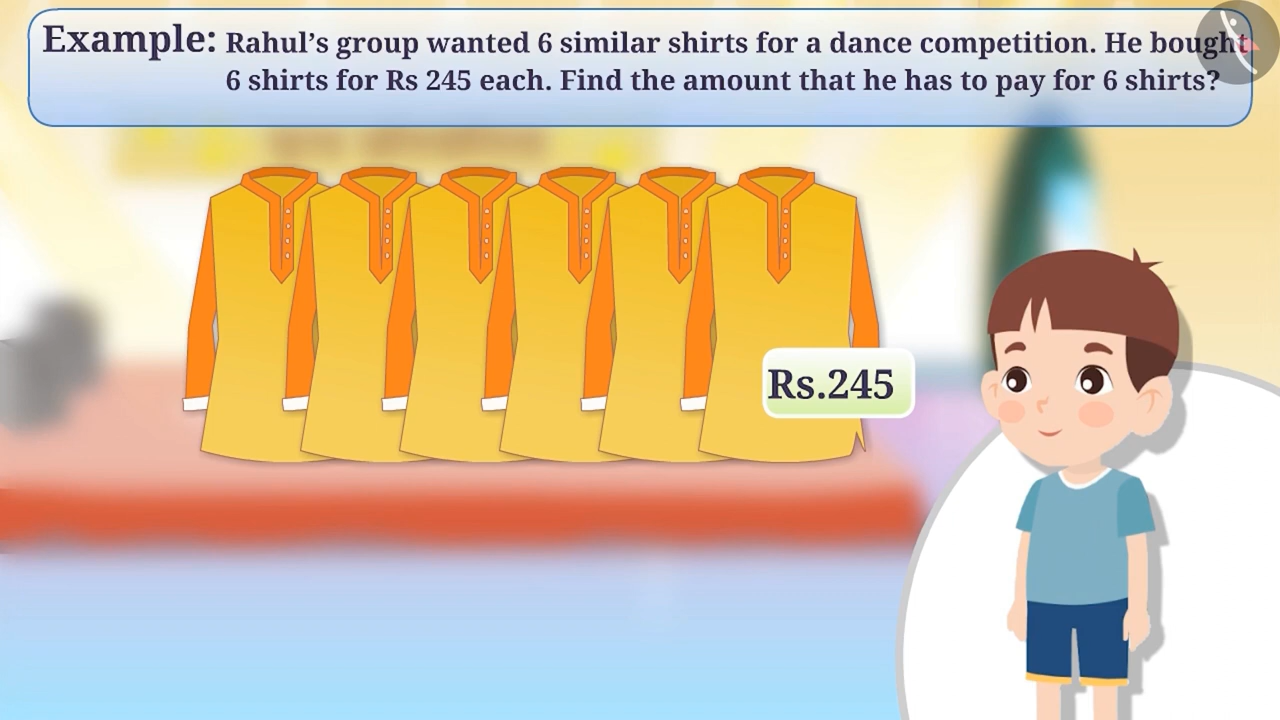 Example: Rahul’s group wanted 6 similar shirts for a dance competition. He bought
6 shirts for Rs 245 each. Find the amount that he has to pay for 6 shirts?
Rs.245